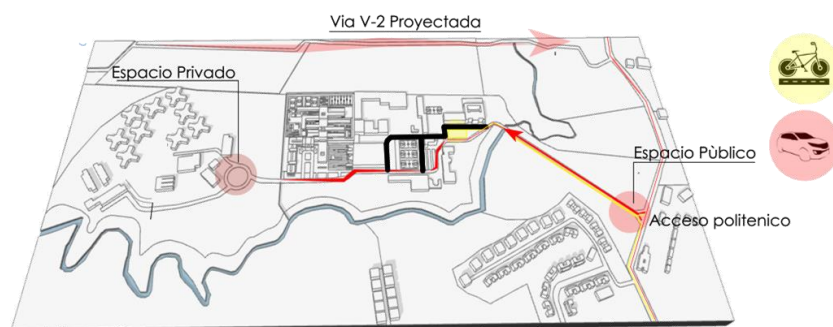 Via V-2 Proyectada
Espacio Privado
Espacio Pùblico
Acceso politenico